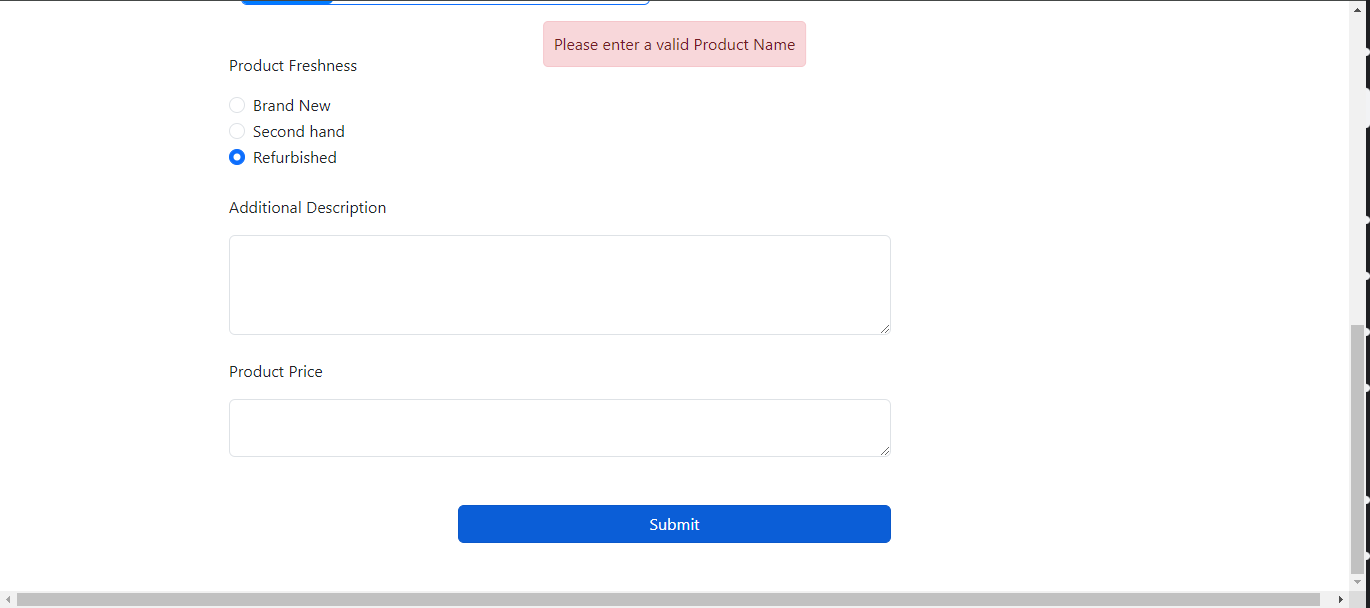 Please enter a valid Product Name
Product Freshness
Brand New
Second hand
Refurbished
Additional Description
Product Price
Submit